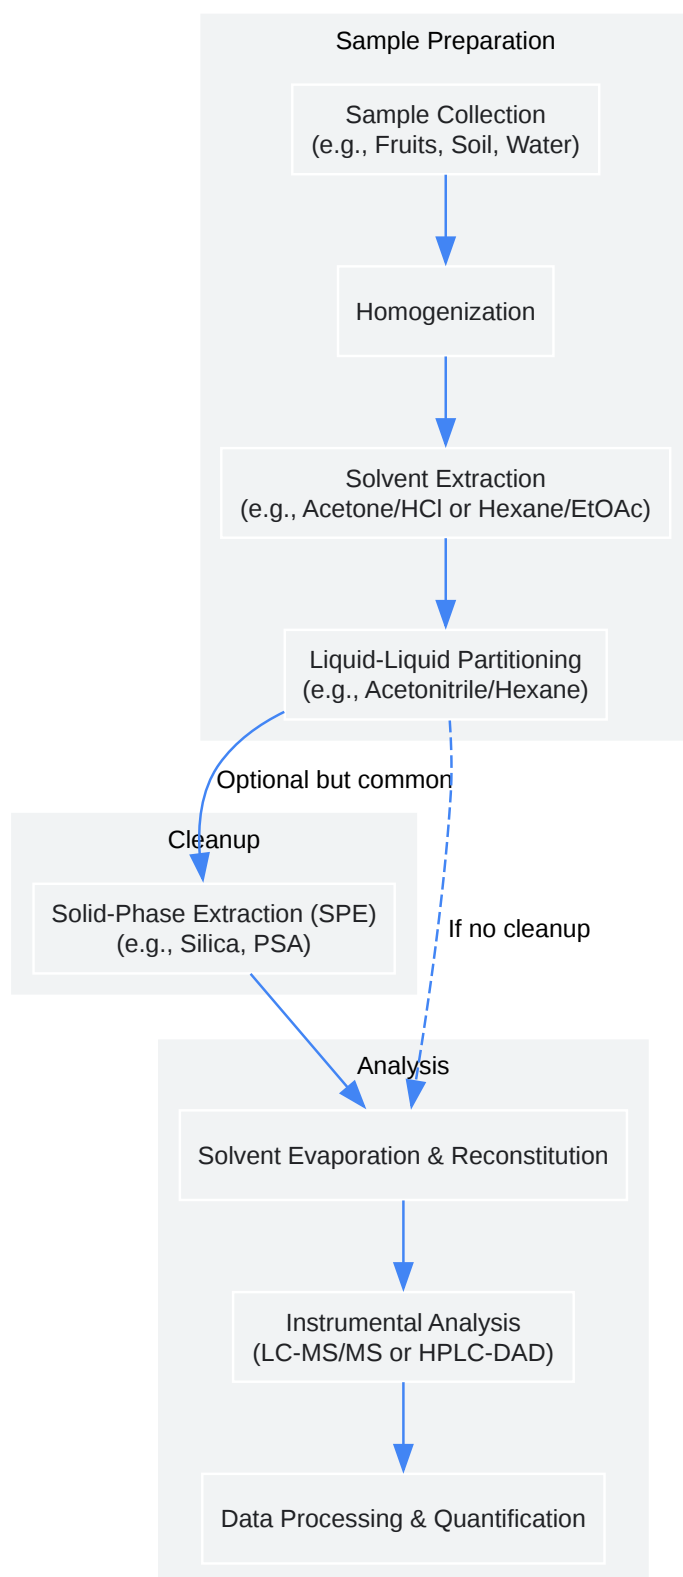 Sample Preparation
Sample Collection
(e.g., Fruits, Soil, Water)
Homogenization
Solvent Extraction
(e.g., Acetone/HCl or Hexane/EtOAc)
Liquid-Liquid Partitioning
(e.g., Acetonitrile/Hexane)
Optional but common
Cleanup
Solid-Phase Extraction (SPE)
(e.g., Silica, PSA)
If no cleanup
Analysis
Solvent Evaporation & Reconstitution
Instrumental Analysis
(LC-MS/MS or HPLC-DAD)
Data Processing & Quantification